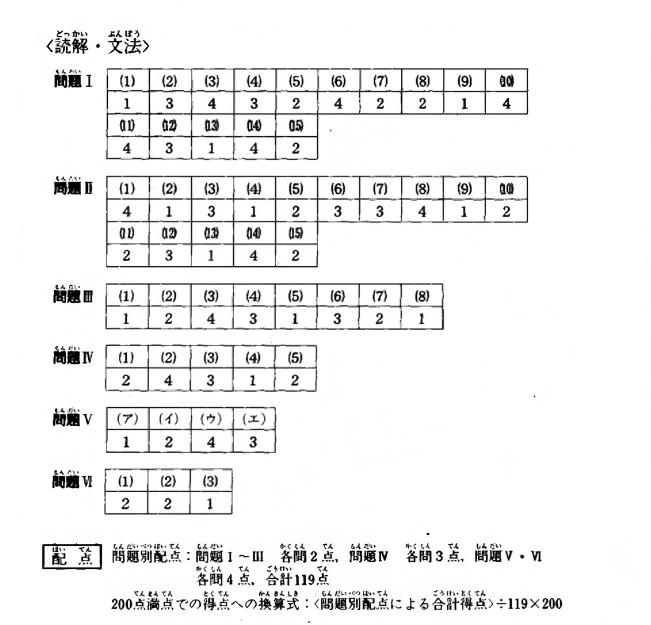 〈読解・文法〉
問題Ⅰ
(1) (2) (3) (4) (5) (6) (7) (8) (9) (10)
1 3 4 3 2 4 2 2 1 4
(11) (12) (13) (14) (15)
4 3 1 4 2
問題Ⅱ
(1) (2) (3) (4) (5) (6) (7) (8) (9) (10)
4 1 3 1 2 3 3 4 1 2
(11) (12) (13) (14) (15)
2 3 1 4 2
問題Ⅲ
(1) (2) (3) (4) (5) (6) (7) (8)
1 2 4 3 1 3 2 1
問題Ⅳ
(1) (2) (3) (4) (5)
2 4 3 1 2
問題Ⅴ
(ア) (イ) (ウ) (エ)
1 2 4 3
問題Ⅵ
(1) (2) (3)
2 2 1
配点 問題別配点:問題Ⅰ~Ⅲ 各問2点,問題Ⅳ 各問3点,問題Ⅴ・Ⅵ
各問4点,合計119点
200点満点での得点への換算式:〈問題別配点による合計得点〉÷119×200